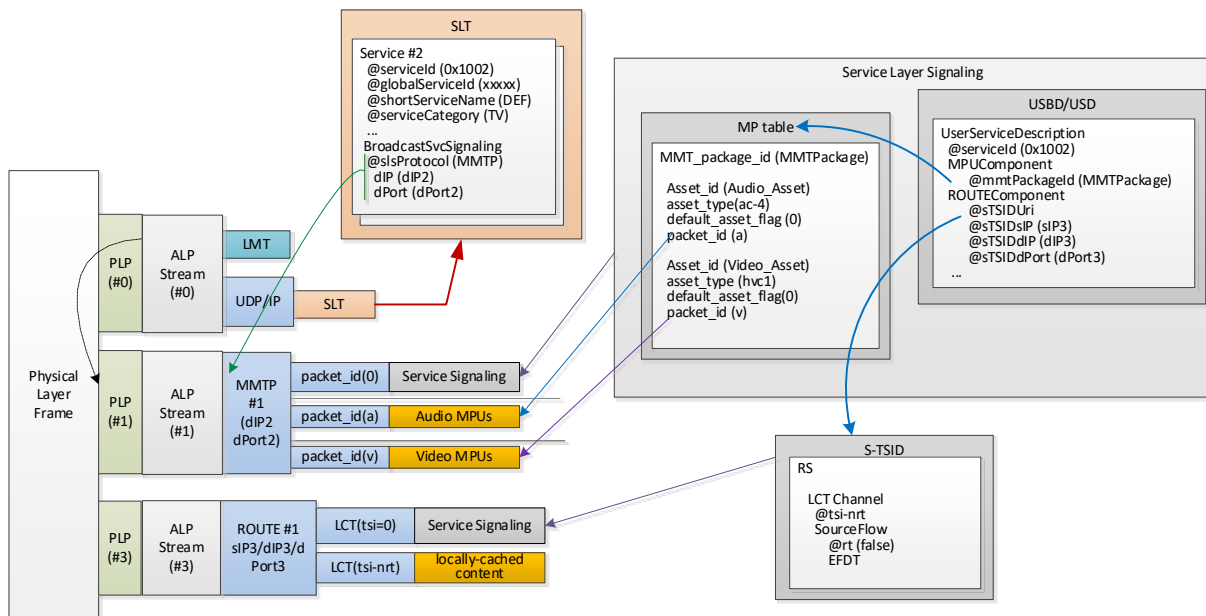 SLT
Service #2
@serviceId (0x1002)
@globalServiceId (xxxxx)
@shortServiceName (DEF)
@serviceCategory (TV)
...
BroadcastSvcSignaling
@slsProtocol (MMTP)
dIP (dIP2)
dPort (dPort2)
Service Layer Signaling
MP table
MMT_package_id (MMTPackage)
Asset_id (Audio_Asset)
asset_type(ac-4)
default_asset_flag (0)
packet_id (a)
Asset_id (Video_Asset)
asset_type (hvc1)
default_asset_flag(0)
packet_id (v)
USBD/USD
UserServiceDescription
@serviceId (0x1002)
MPUComponent
@mmtPackageId (MMTPackage)
ROUTEComponent
@sTSIDUri
@sTSIDsIP (sIP3)
@sTSIDdIP (dIP3)
@sTSIDdPort (dPort3)
...
Physical
Layer
Frame
PLP
(#0)
ALP
Stream
(#0)
LMT
UDP/IP
SLT
PLP
(#1)
ALP
Stream
(#1)
MMTP
#1
(dIP2
dPort2)
packet_id(0)
Service Signaling
packet_id(a)
Audio MPUs
packet_id(v)
Video MPUs
PLP
(#3)
ALP
Stream
(#3)
ROUTE #1
sIP3/dIP3/d
Port3
LCT(tsi=0)
Service Signaling
LCT(tsi-nrt)
locally-cached
content
S-TSID
RS
LCT Channel
@tsi-nrt
SourceFlow
@rt (false)
EFDT